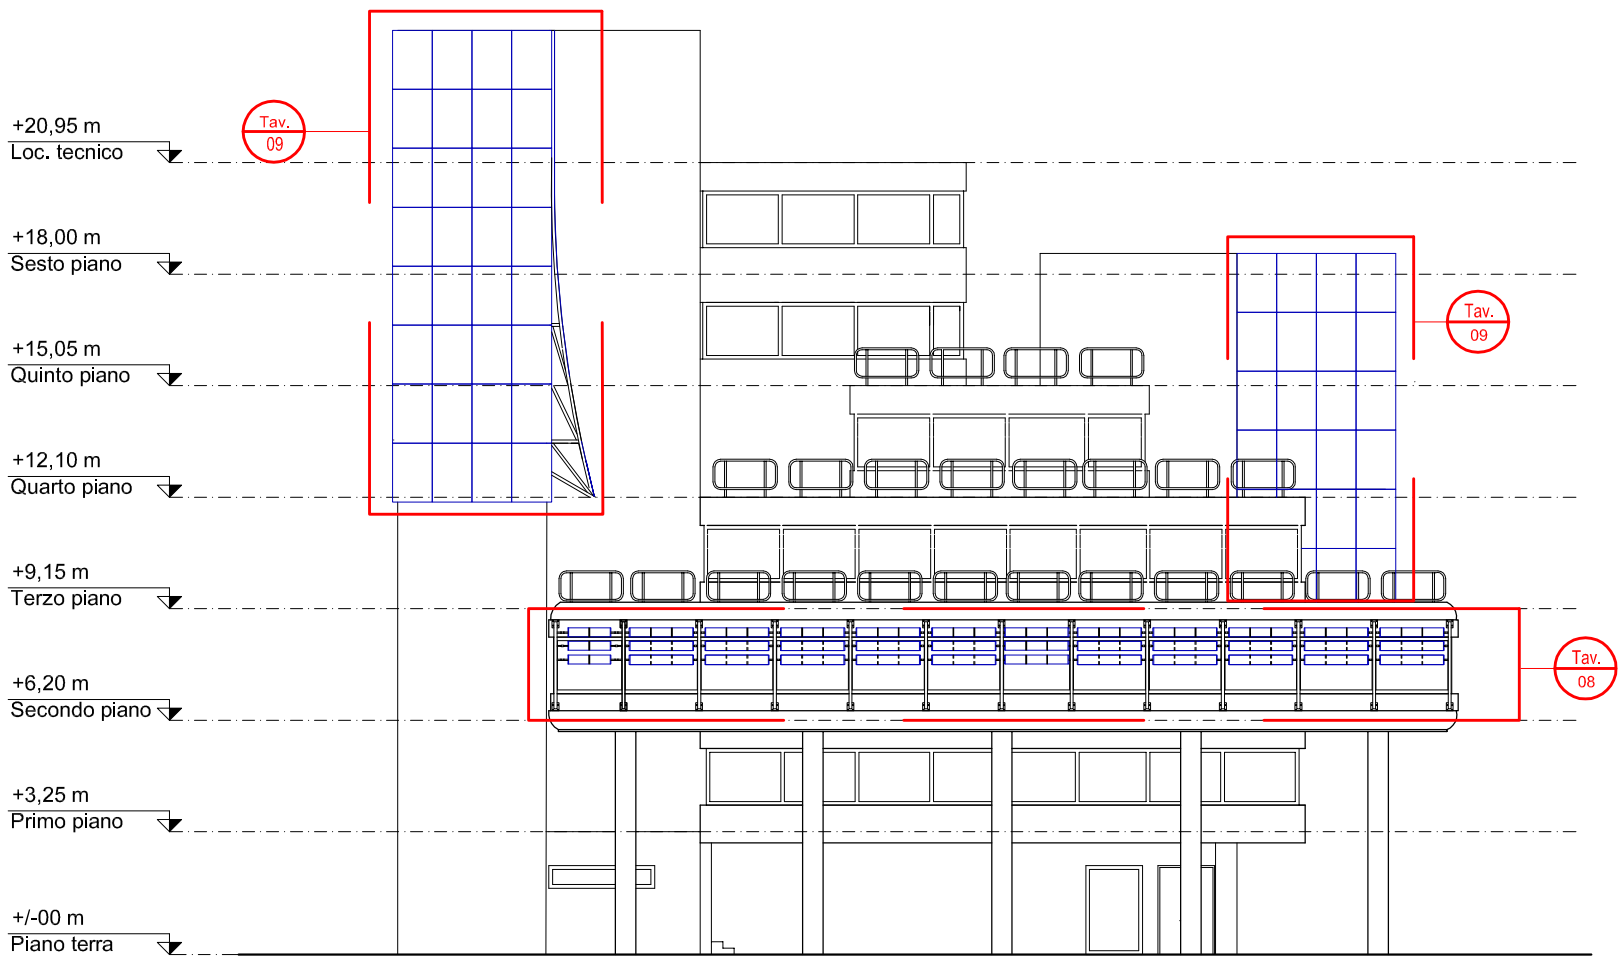 +20,95 m
Loc. tecnico
Tav.
09
+18,00 m
Sesto piano
+15,05 m
Quinto piano
Tav.
09
+12,10 m
Quarto piano
+9,15 m
Terzo piano
+6,20 m
Secondo piano
Tav.
08
+3,25 m
Primo piano
+/-00 m
Piano terra